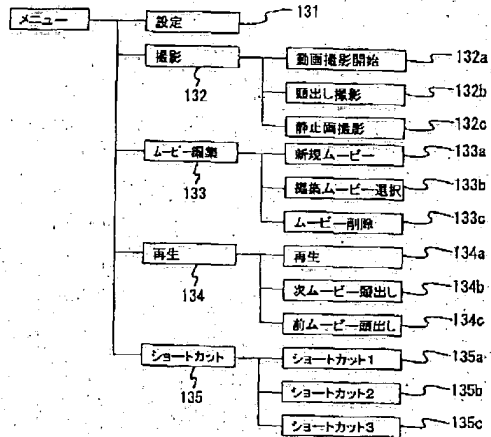 メニュー
設定
131
撮影
132
動画撮影開始
132a
頭出し撮影
132b
静止画撮影
132c
ムービー編集
133
新規ムービー
133a
編集ムービー選択
133b
ムービー削除
133c
再生
134
再生
134a
次ムービー頭出し
134b
前ムービー頭出し
134c
ショートカット
135
ショートカット1
135a
ショートカット2
135b
ショートカット3
135c